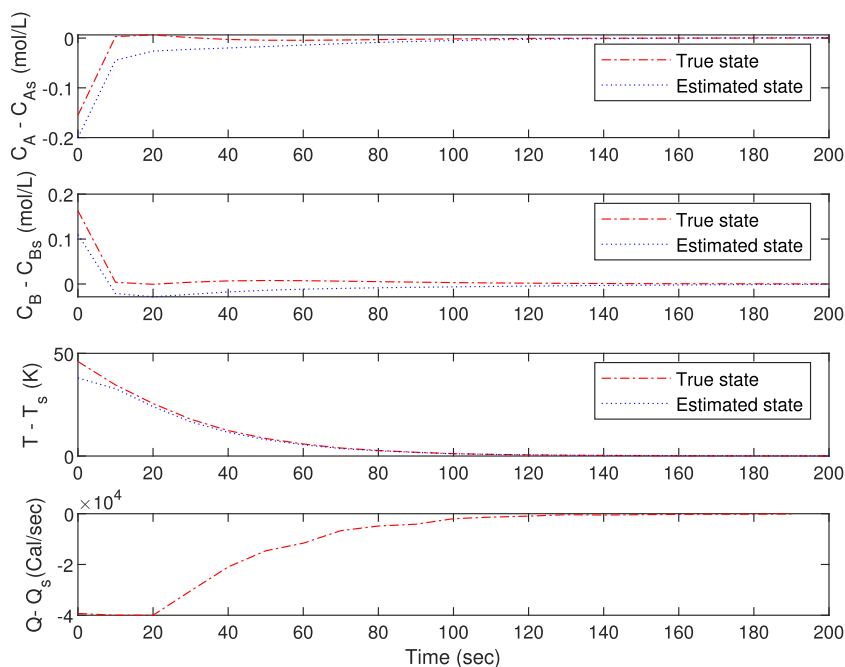 C_A - C_As (mol/L)
0
-0.1
-0.2
True state
Estimated state
0 20 40 60 80 100 120 140 160 180 200
C_B - C_Bs (mol/L)
0.2
0.1
0
True state
Estimated state
0 20 40 60 80 100 120 140 160 180 200
T - T_s (K)
50
0
True state
Estimated state
0 20 40 60 80 100 120 140 160 180 200
Q- Q_s(Cal/sec)
×10^4
0
-2
-4
0 20 40 60 80 100 120 140 160 180 200
Time (sec)